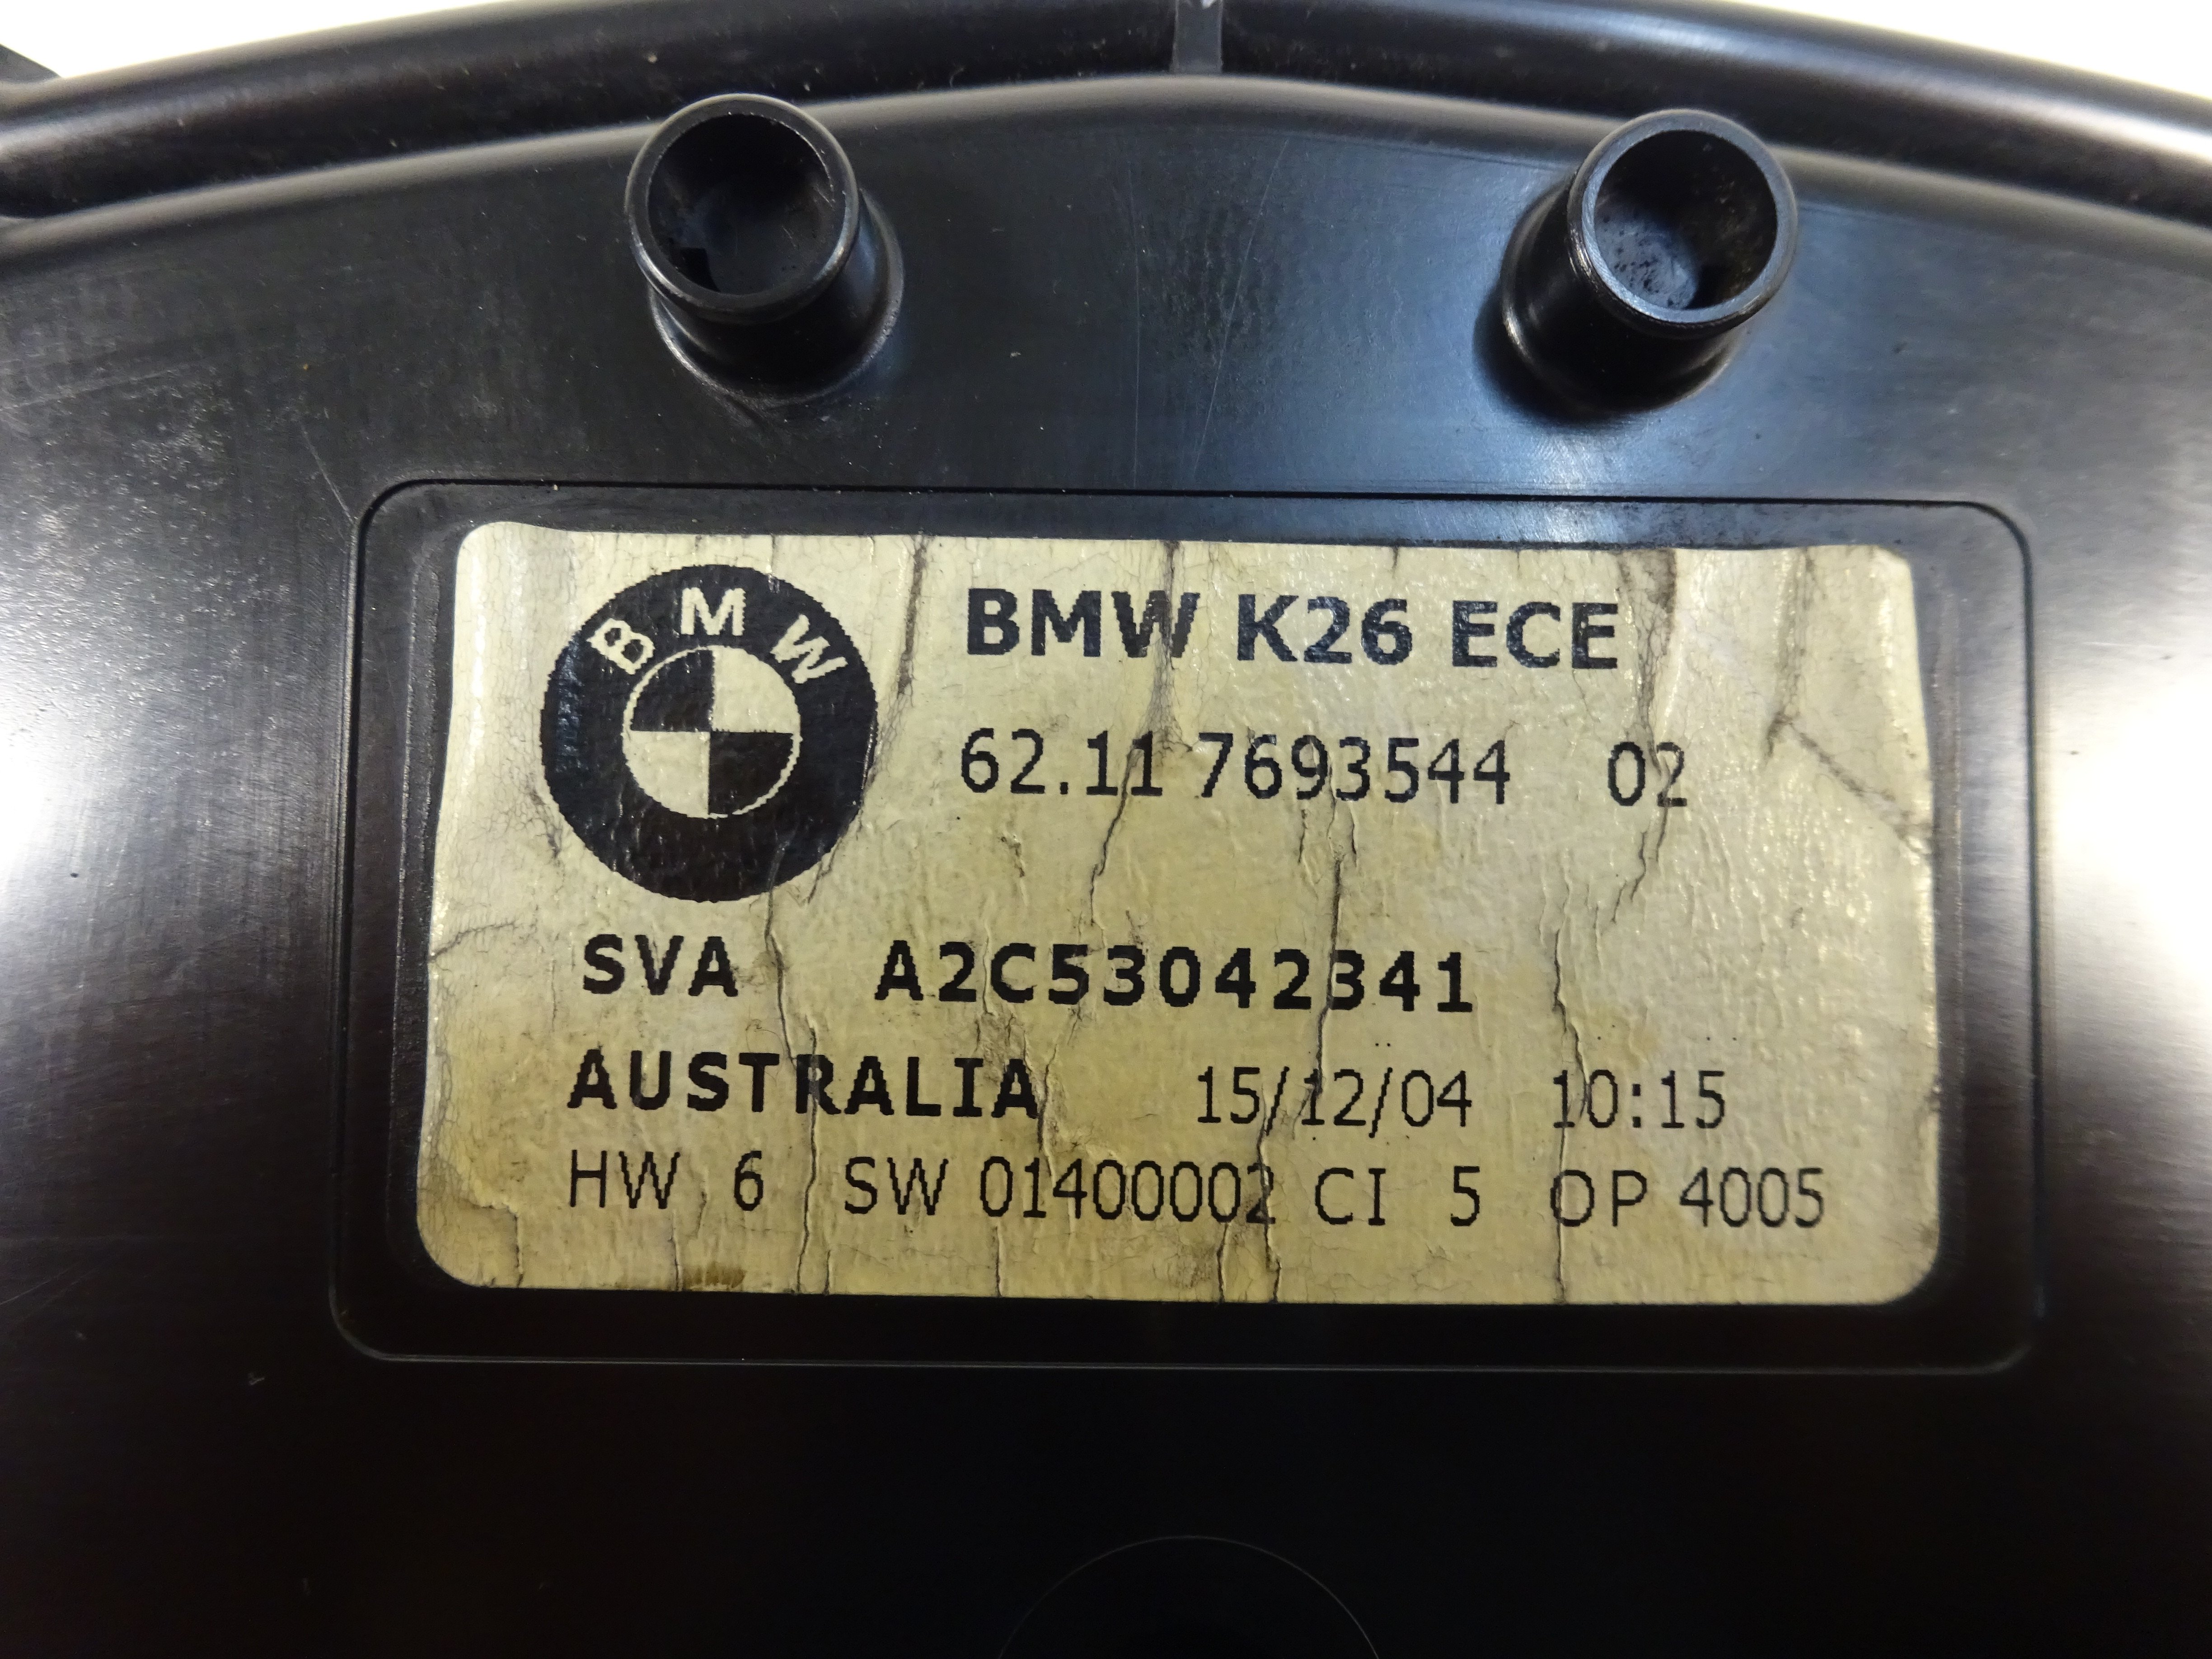 BMW
BMW K26 ECE
62.11 7693544 02
SVA A2C53042341
AUSTRALIA 15/12/04 10:15
HW 6 SW 01400002 CI 5 OP 4005